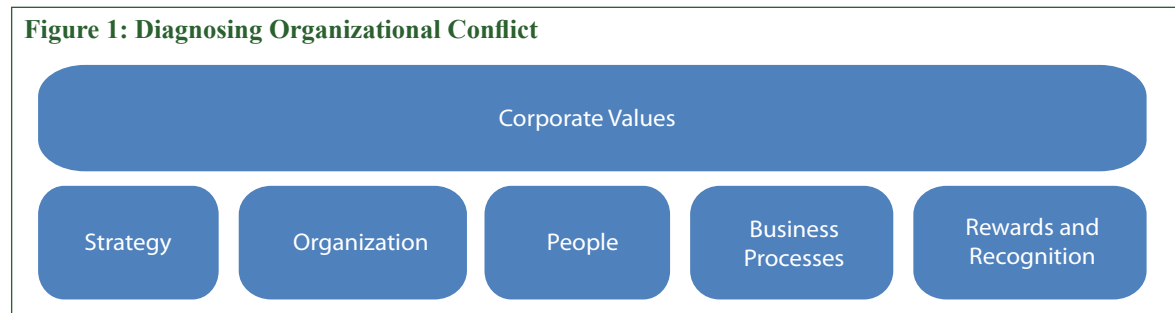 Figure 1: Diagnosing Organizational Conflict
Corporate Values
Strategy
Organization
People
Business
Processes
Rewards and
Recognition